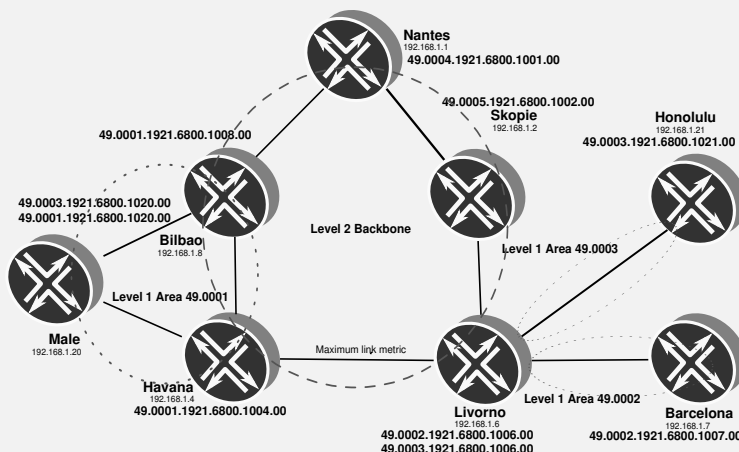 Nantes
192.168.1.1
49.0004.1921.6800.1001.00
49.0005.1921.6800.1002.00
Skopie
192.168.1.2
Honolulu
192.168.1.21
49.0003.1921.6800.1021.00
49.0001.1921.6800.1008.00
49.0003.1921.6800.1020.00
49.0001.1921.6800.1020.00
Bilbao
192.168.1.8
Level 2 Backbone
Level 1 Area 49.0003
Level 1 Area 49.0001
Male
192.168.1.20
Maximum link metric
Havana
192.168.1.4
49.0001.1921.6800.1004.00
Livorno
192.168.1.6
49.0002.1921.6800.1006.00
49.0003.1921.6800.1006.00
Level 1 Area 49.0002
Barcelona
192.168.1.7
49.0002.1921.6800.1007.00